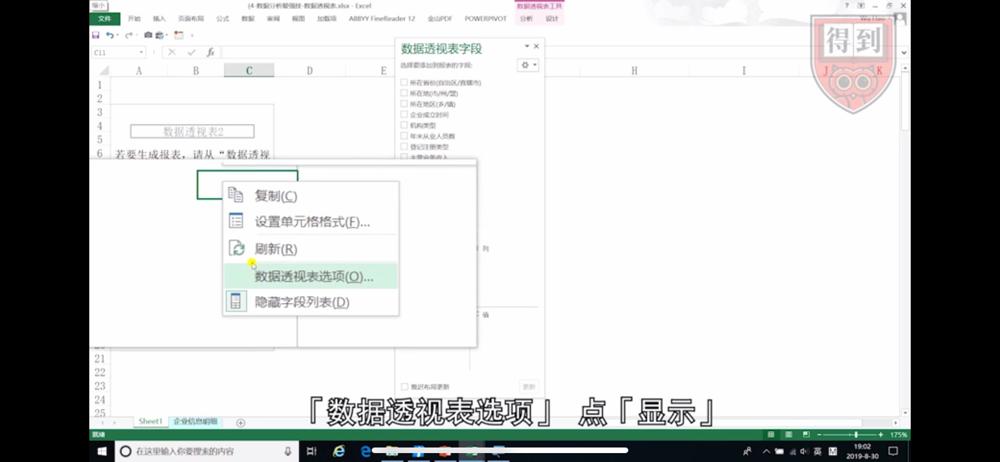 缩小
(4-数据分析最强技-数据透视表.xlsx - Excel
数据透视表工具
文件
开始
插入
页面布局
公式
数据
审阅
视图
加载项
ABBYY FineReader 12
金山PDF
POWERPIVOT
分析
设计
得到
J K
C11
A B C D E H I
数据透视表字段
选择要添加到报表的字段:
所在省份(自治区/直辖市)
所在地(市/州/盟)
所在地区(乡/镇)
企业成立时间
机构类型
年末从业人员数
登记注册类型
1
2
3
4
5
6
数据透视表2
若要生成报表，请从“数据透视
复制(C)
设置单元格格式(F)...
刷新(R)
数据透视表选项(O)...
隐藏字段列表(D)
列
值
推迟布局更新
更新
21
22
23
24
25
「数据透视表选项」 点「显示」
Sheet1
企业信息明细
就绪
175%
在这里输入你要搜索的内容
英
M
19:02
2019-8-30